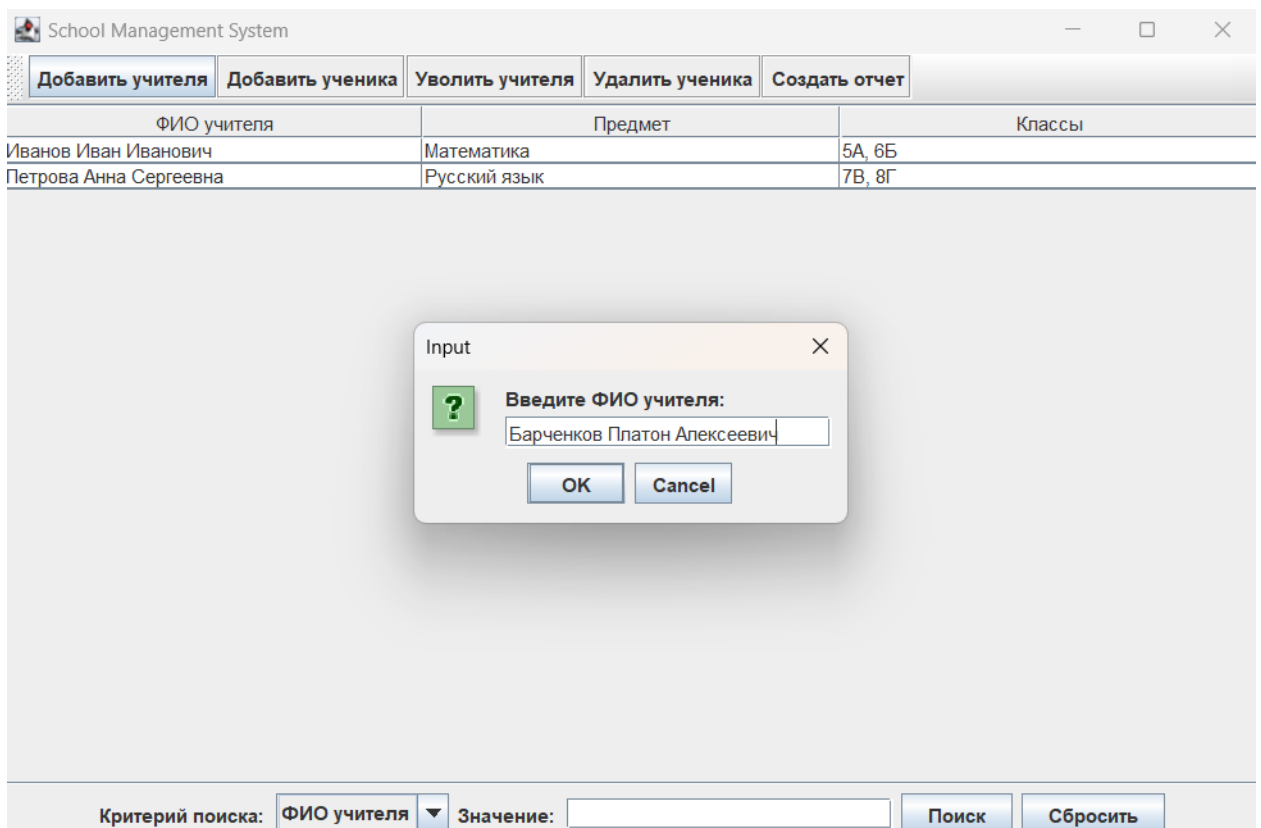 School Management System
Добавить учителя Добавить ученика Уволить учителя Удалить ученика Создать отчет
ФИО учителя Предмет Классы
Иванов Иван Иванович Математика 5А, 6Б
Петрова Анна Сергеевна Русский язык 7В, 8Г
Input
?
Введите ФИО учителя:
Барченков Платон Алексеевич
OK Cancel
Критерий поиска: ФИО учителя Значение: Поиск Сбросить